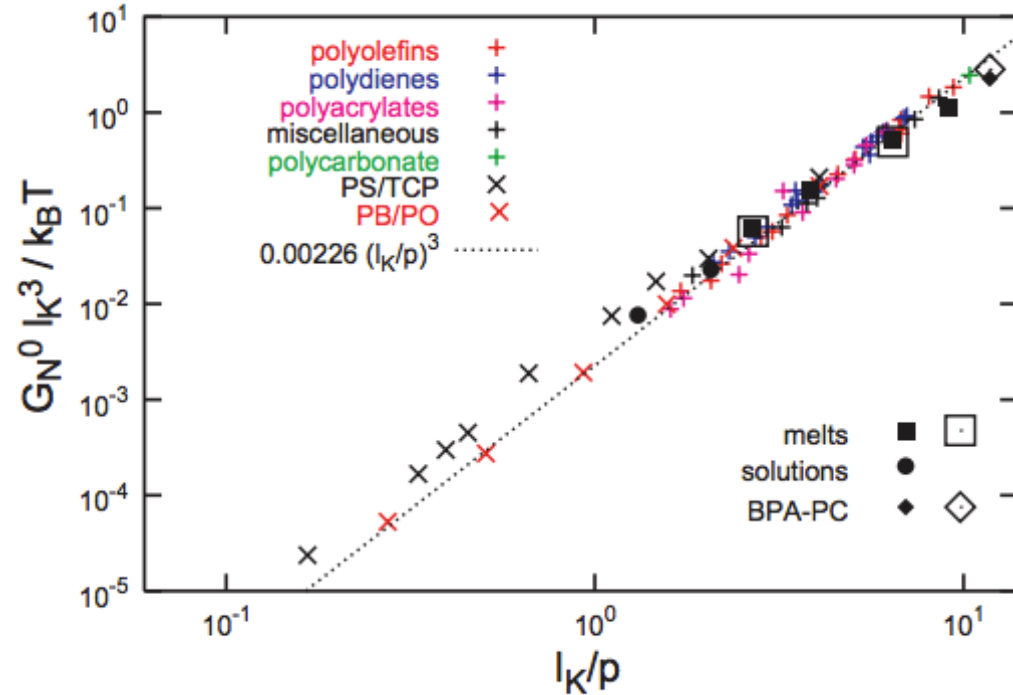 10^1
10^0
10^-1
10^-2
10^-3
10^-4
10^-5
G_N^0 l_K^3 / k_BT
polyolefins
polydienes
polyacrylates
miscellaneous
polycarbonate
PS/TCP
PB/PO
0.00226 (l_K/p)^3
melts
solutions
BPA-PC
10^-1
10^0
10^1
l_K/p